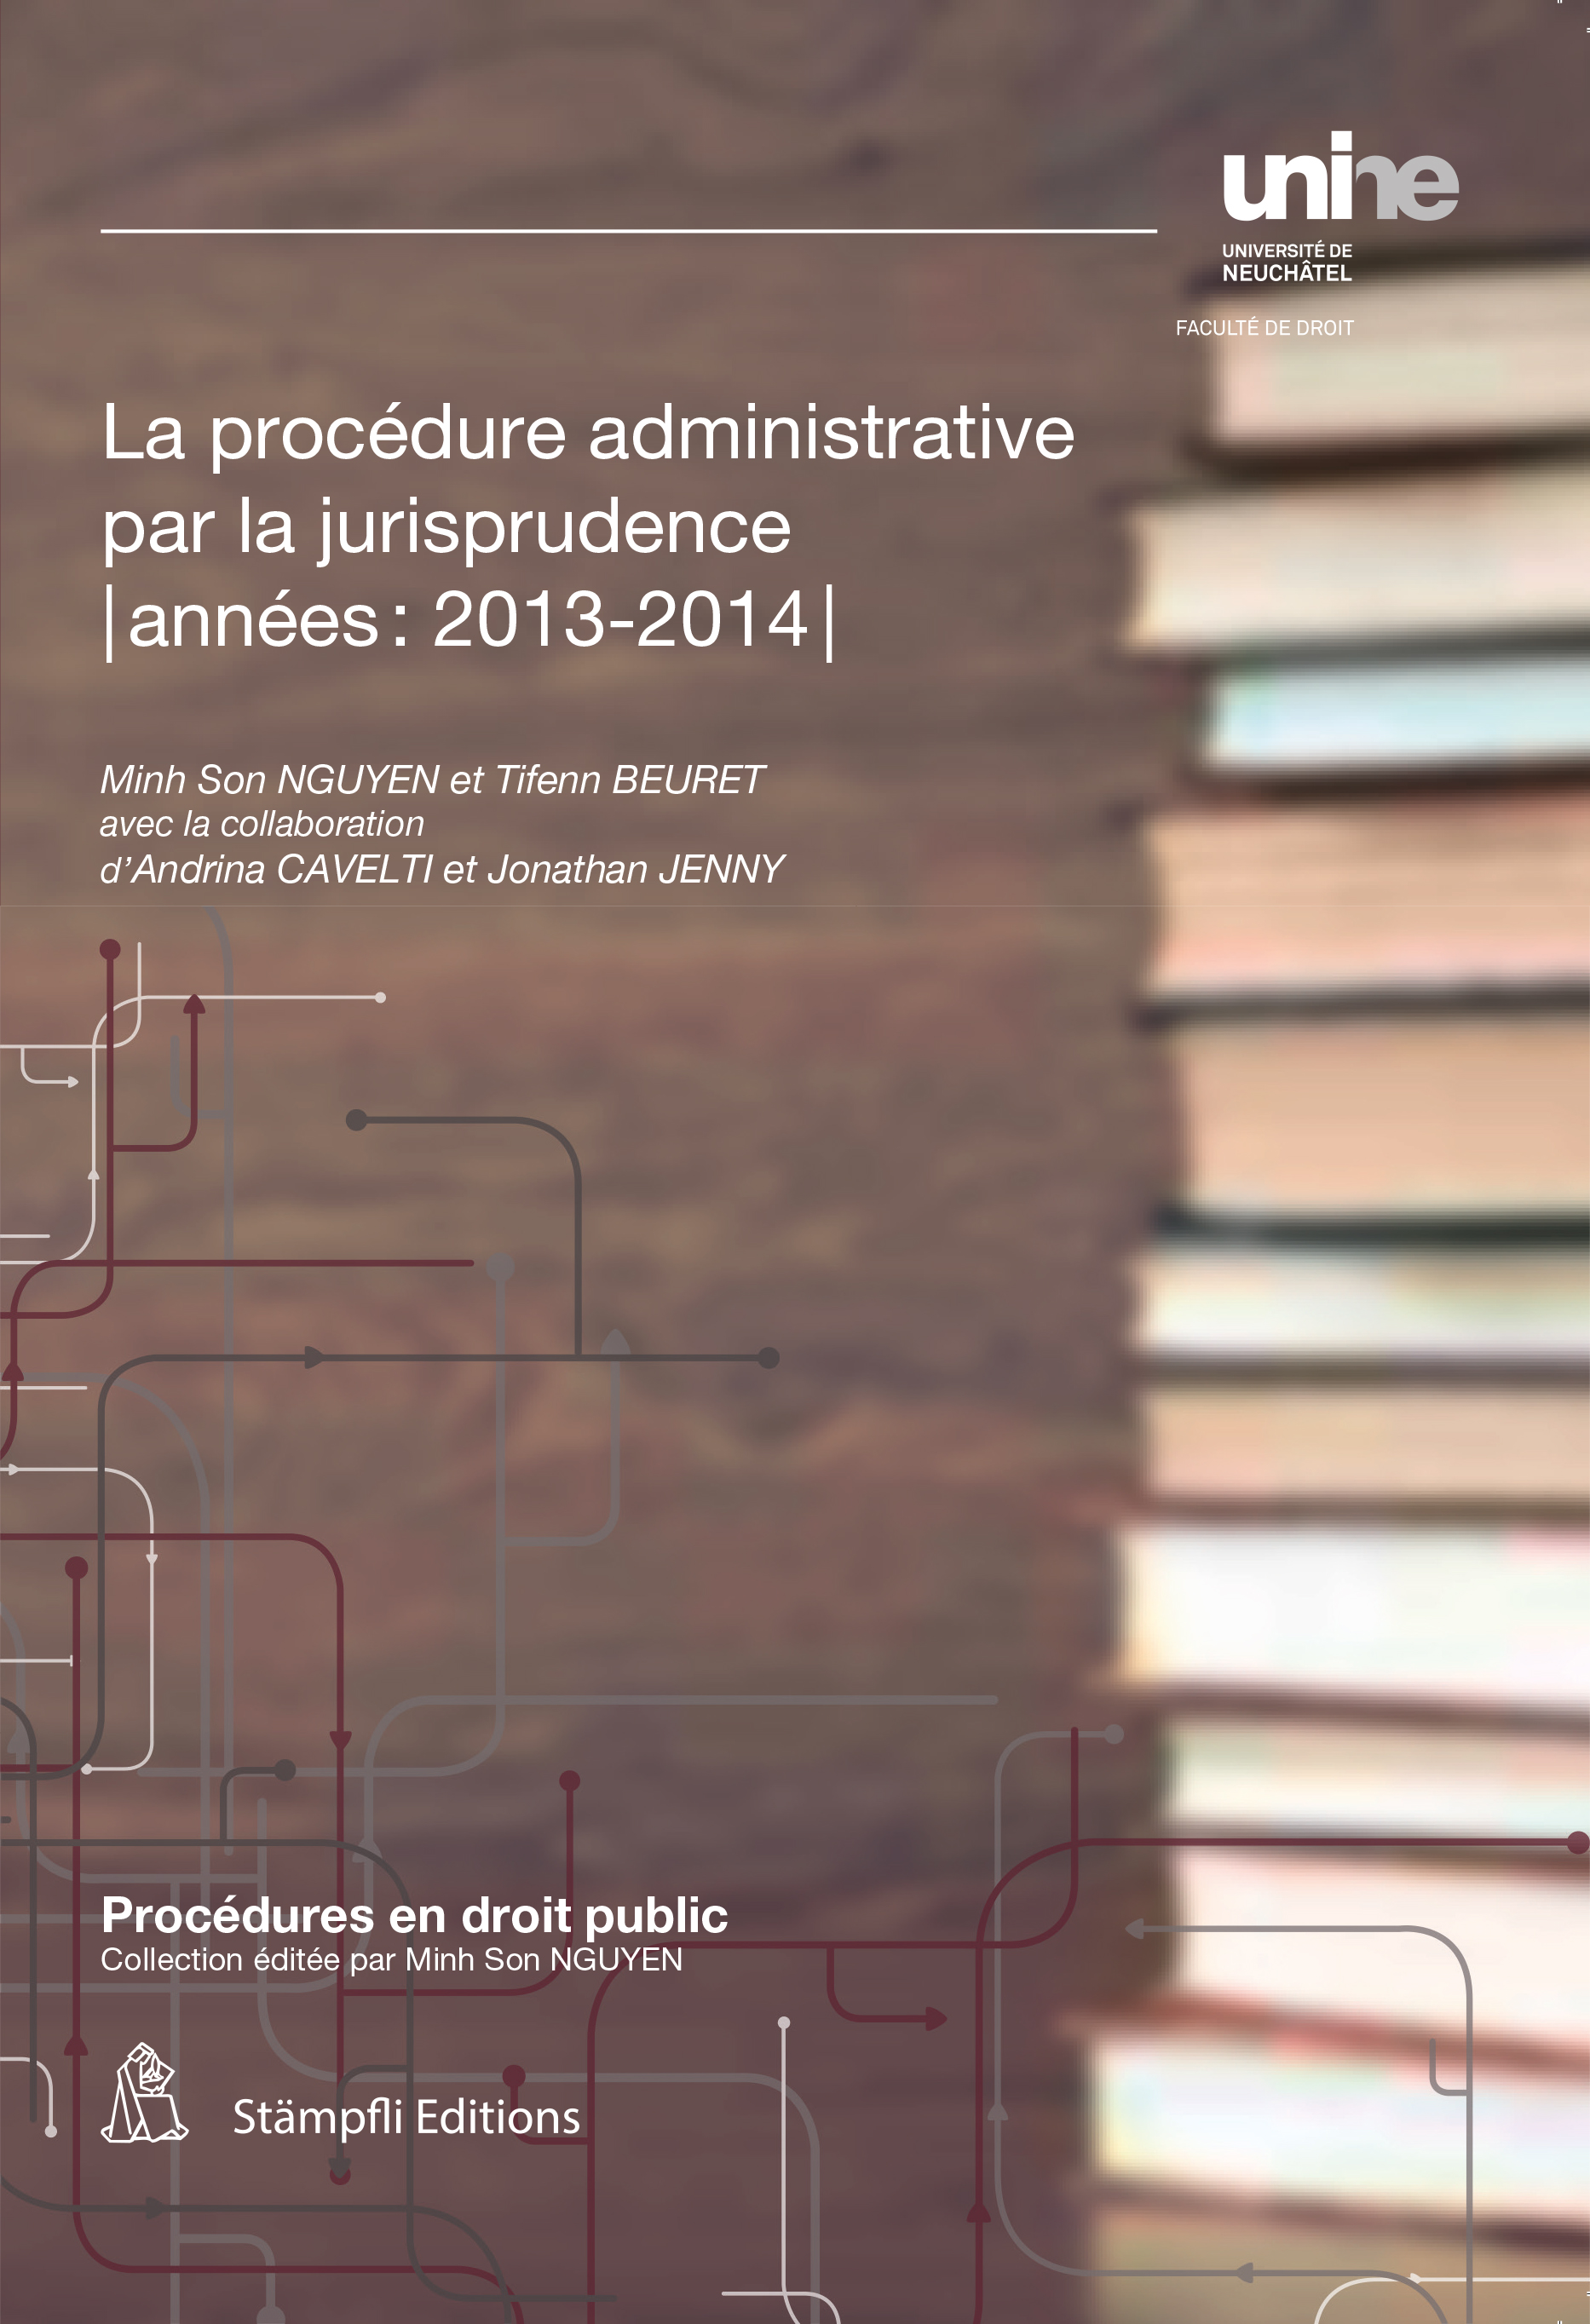 unine
UNIVERSITÉ DE
NEUCHÂTEL
FACULTÉ DE DROIT
La procédure administrative
par la jurisprudence
|années : 2013-2014|
Minh Son NGUYEN et Tifenn BEURET
avec la collaboration
d’Andrina CAVELTI et Jonathan JENNY
Procédures en droit public
Collection éditée par Minh Son NGUYEN
Stämpfli Editions